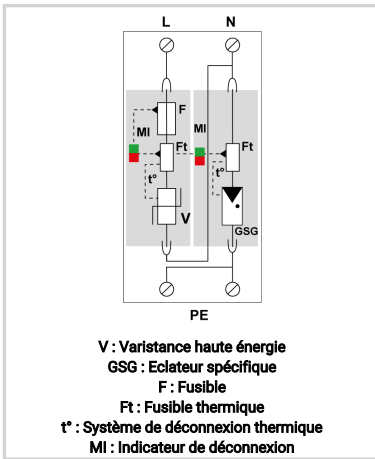 L N
F
MI MI
Ft Ft
t° t°
V
GSG
PE
V : Varistance haute énergie
GSG : Eclateur spécifique
F : Fusible
Ft : Fusible thermique
t° : Système de déconnexion thermique
MI : Indicateur de déconnexion